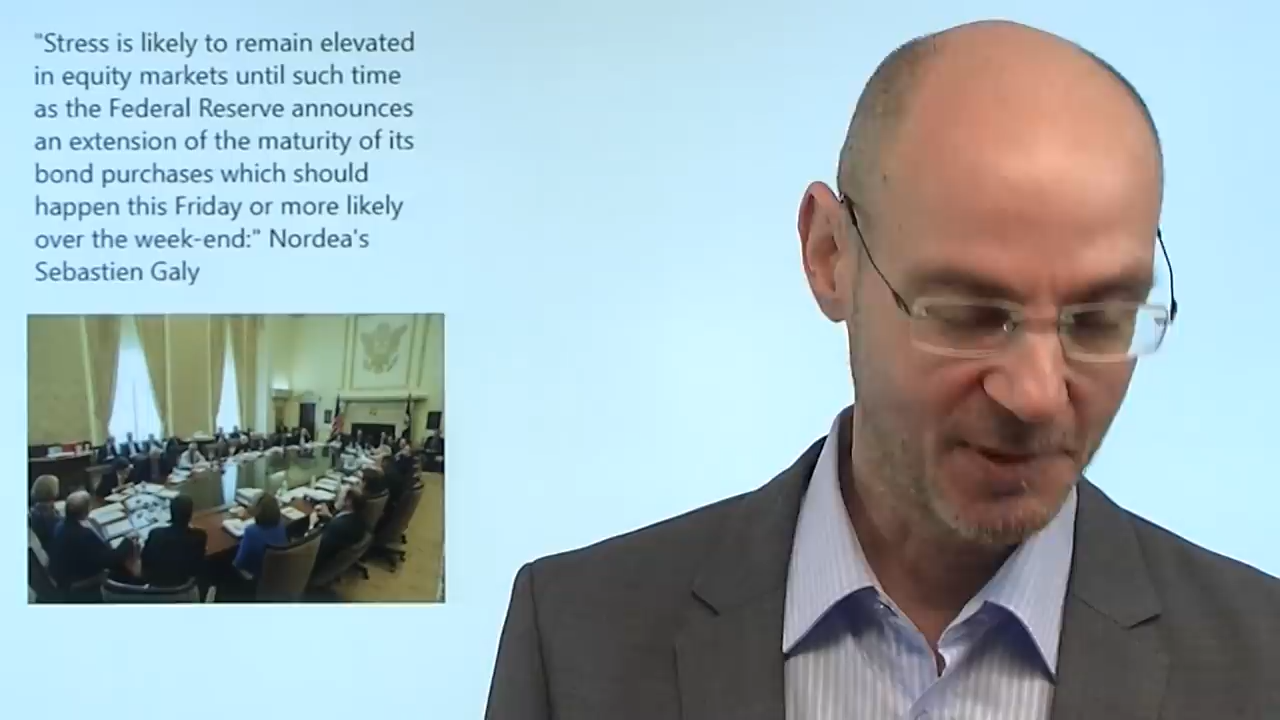 "Stress is likely to remain elevated
in equity markets until such time
as the Federal Reserve announces
an extension of the maturity of its
bond purchases which should
happen this Friday or more likely
over the week-end:" Nordea's
Sebastien Galy